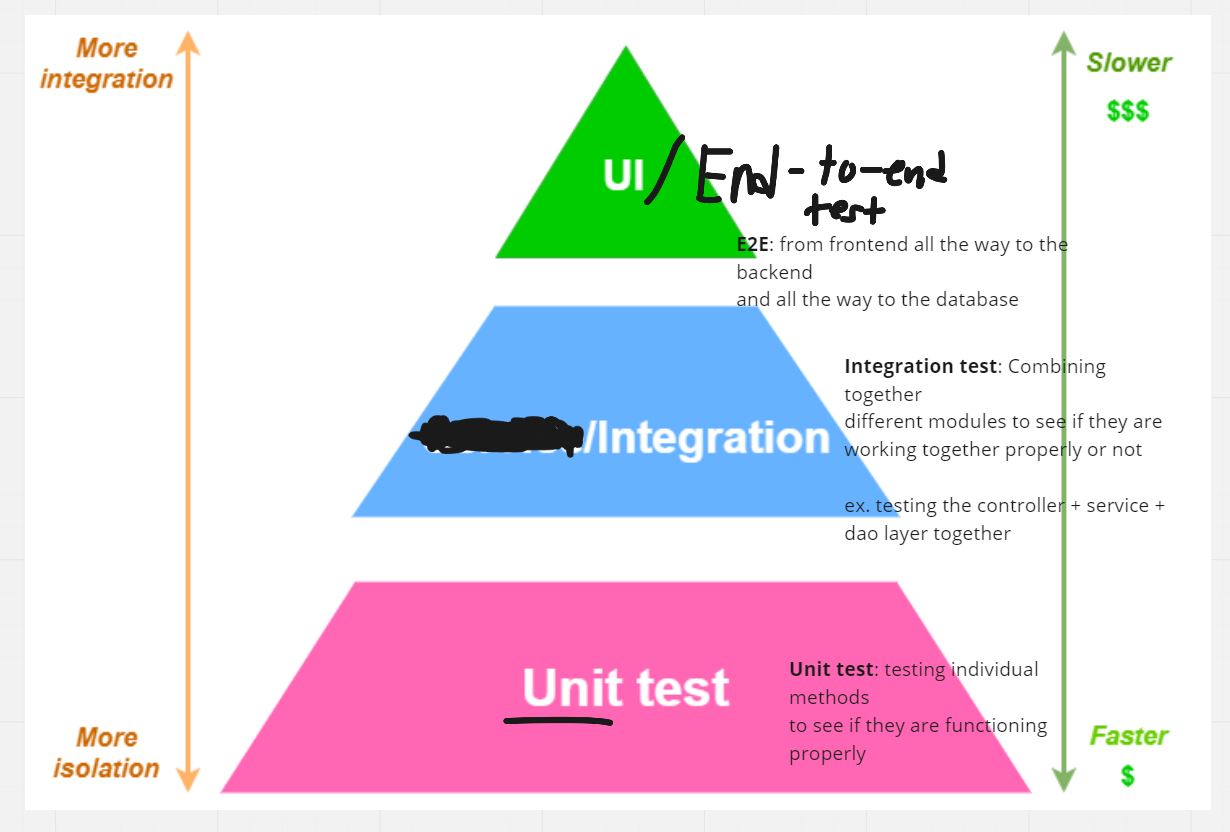 More
integration
Slower
$$$
UI / End-to-end
test
E2E: from frontend all the way to the
backend
and all the way to the database
Integration test: Combining
together
different modules to see if they are
working together properly or not
/Integration
ex. testing the controller + service +
dao layer together
Unit test
Unit test: testing individual
methods
to see if they are functioning
properly
More
isolation
Faster
$